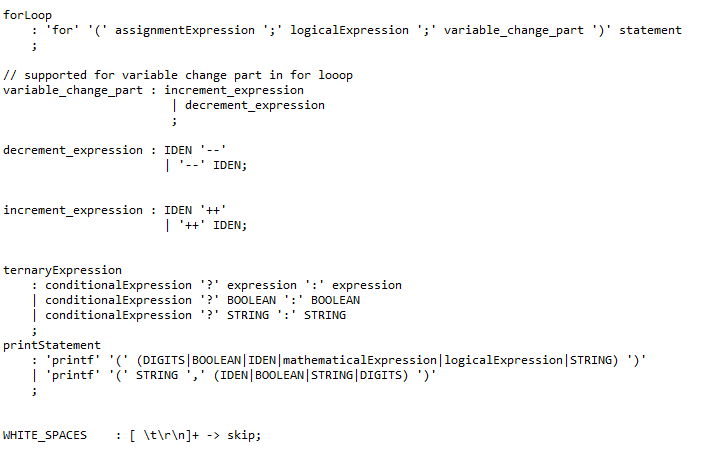 forLoop
    : 'for' '(' assignmentExpression ';' logicalExpression ';' variable_change_part ')' statement
    ;
// supported for variable change part in for looop
variable_change_part : increment_expression
                       | decrement_expression
                       ;
decrement_expression : IDEN '--'
                      | '--' IDEN;
increment_expression : IDEN '++'
                      | '++' IDEN;
ternaryExpression
    : conditionalExpression '?' expression ':' expression
    | conditionalExpression '?' BOOLEAN ':' BOOLEAN
    | conditionalExpression '?' STRING ':' STRING
    ;
printStatement
    : 'printf' '(' (DIGITS|BOOLEAN|IDEN|mathematicalExpression|logicalExpression|STRING) ')'
    | 'printf' '(' STRING ',' (IDEN|BOOLEAN|STRING|DIGITS) ')'
    ;
WHITE_SPACES    : [ \t\r\n]+ -> skip;